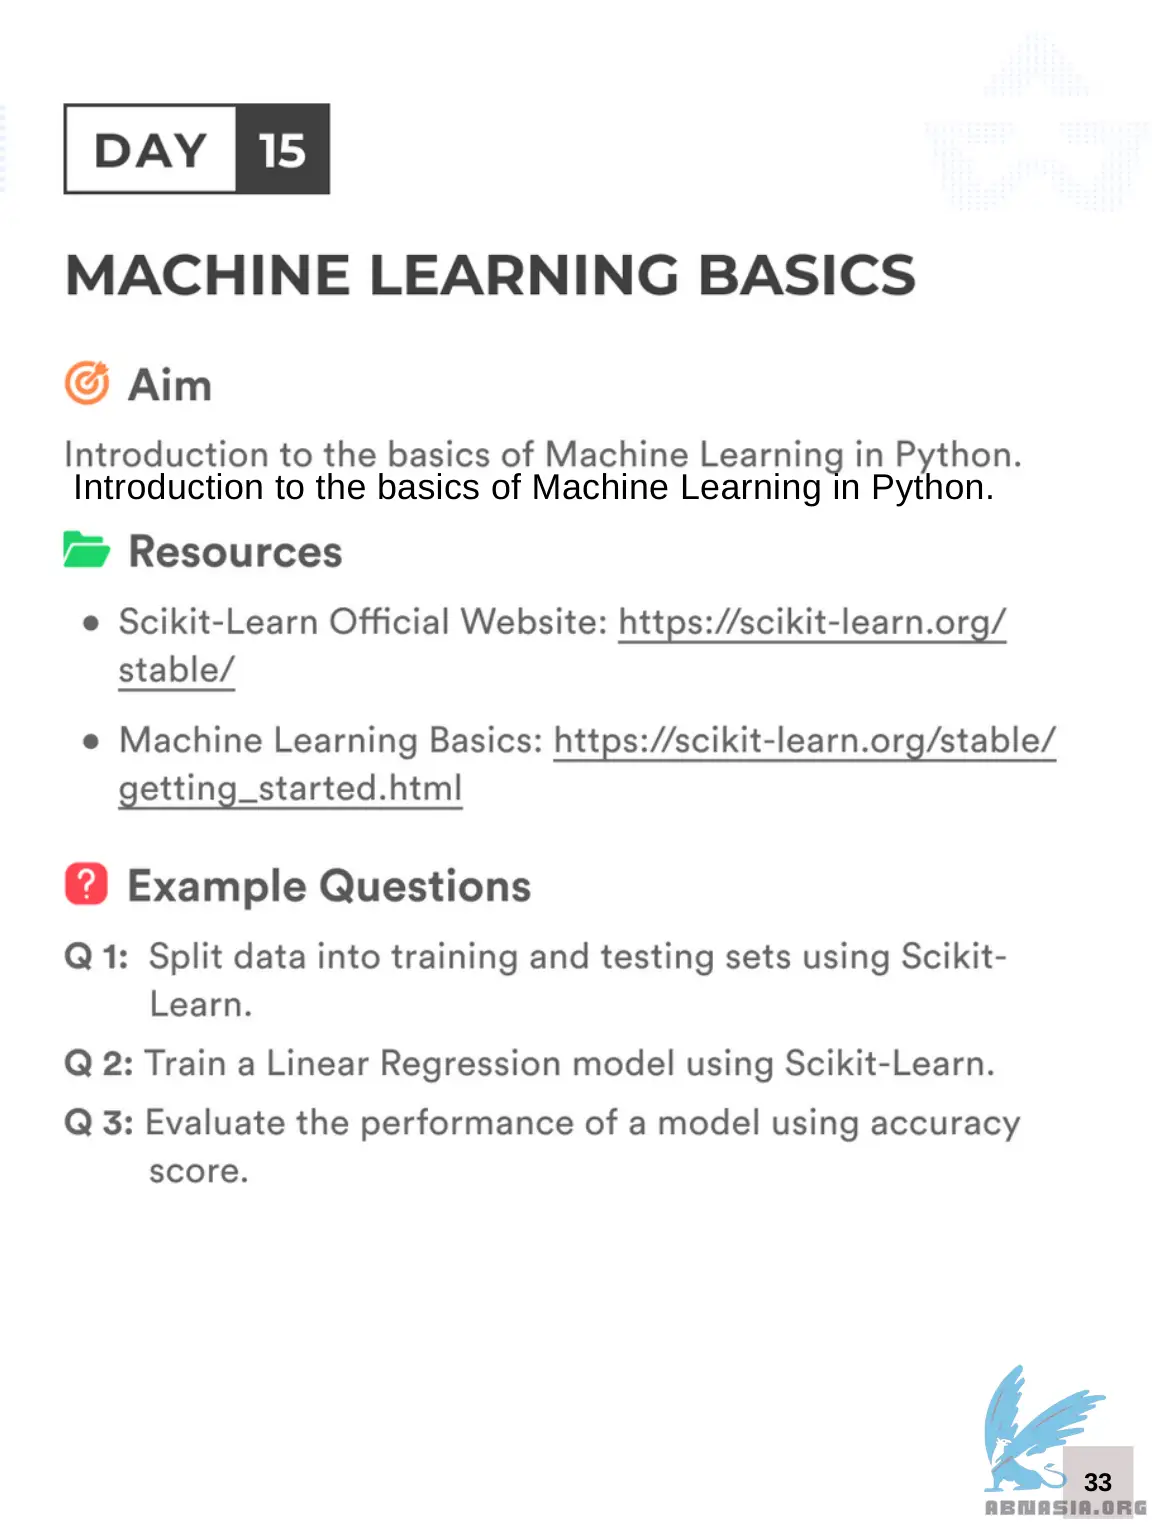 DAY 15
MACHINE LEARNING BASICS
Aim
Introduction to the basics of Machine Learning in Python.
Introduction to the basics of Machine Learning in Python.
Resources
● Scikit-Learn Official Website: https://scikit-learn.org/
stable/
● Machine Learning Basics: https://scikit-learn.org/stable/
getting_started.html
? Example Questions
Q 1: Split data into training and testing sets using Scikit-
Learn.
Q 2: Train a Linear Regression model using Scikit-Learn.
Q 3: Evaluate the performance of a model using accuracy
score.
33
ABNASIA.ORG